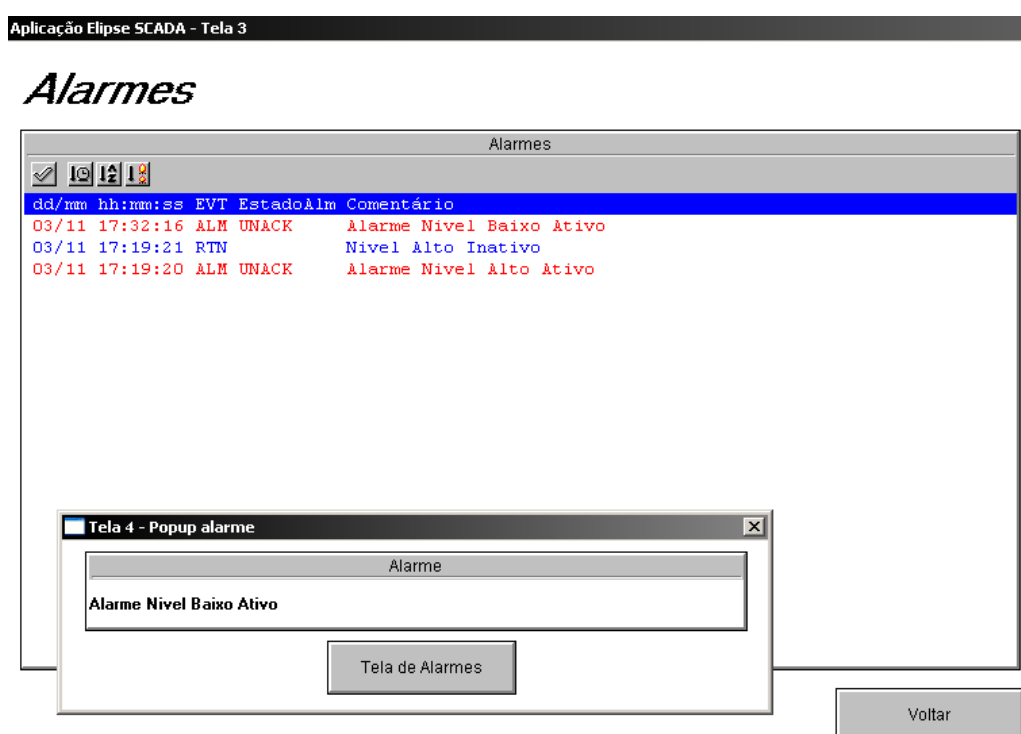 Aplicação Elipse SCADA - Tela 3
Alarmes
Alarmes
dd/mm hh:mm:ss EVT EstadoAlm Comentário
03/11 17:32:16 ALM UNACK Alarme Nivel Baixo Ativo
03/11 17:19:21 RTN Nivel Alto Inativo
03/11 17:19:20 ALM UNACK Alarme Nivel Alto Ativo
Tela 4 - Popup alarme
Alarme
Alarme Nivel Baixo Ativo
Tela de Alarmes
Voltar